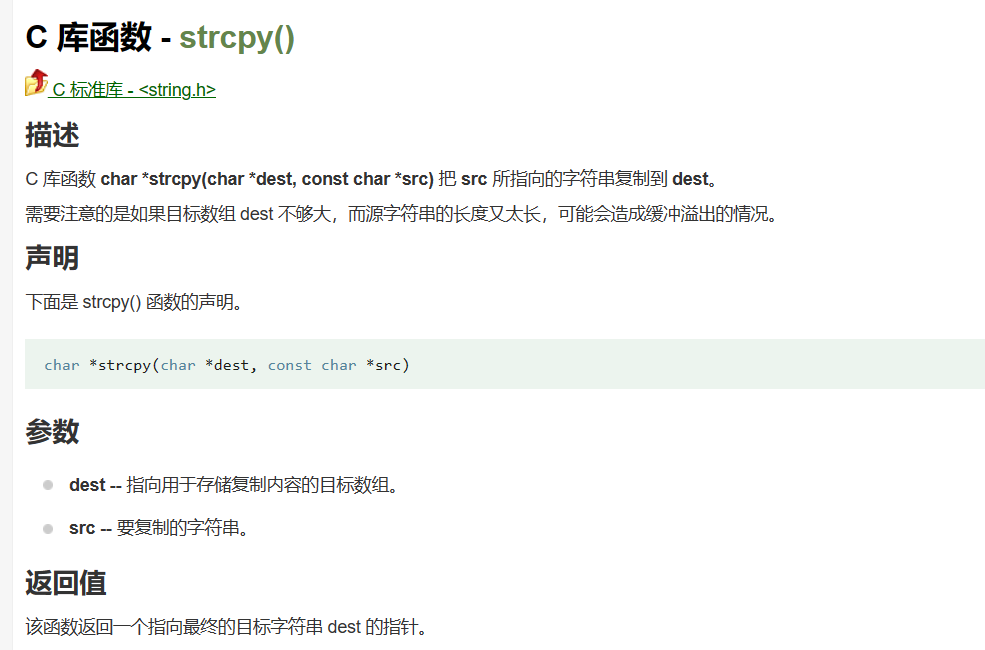 C 库函数 - strcpy()
C 标准库 - <string.h>
描述
C 库函数 char *strcpy(char *dest, const char *src) 把 src 所指向的字符串复制到 dest。
需要注意的是如果目标数组 dest 不够大，而源字符串的长度又太长，可能会造成缓冲溢出的情况。
声明
下面是 strcpy() 函数的声明。
char *strcpy(char *dest, const char *src)
参数
dest -- 指向用于存储复制内容的目标数组。
src -- 要复制的字符串。
返回值
该函数返回一个指向最终的目标字符串 dest 的指针。